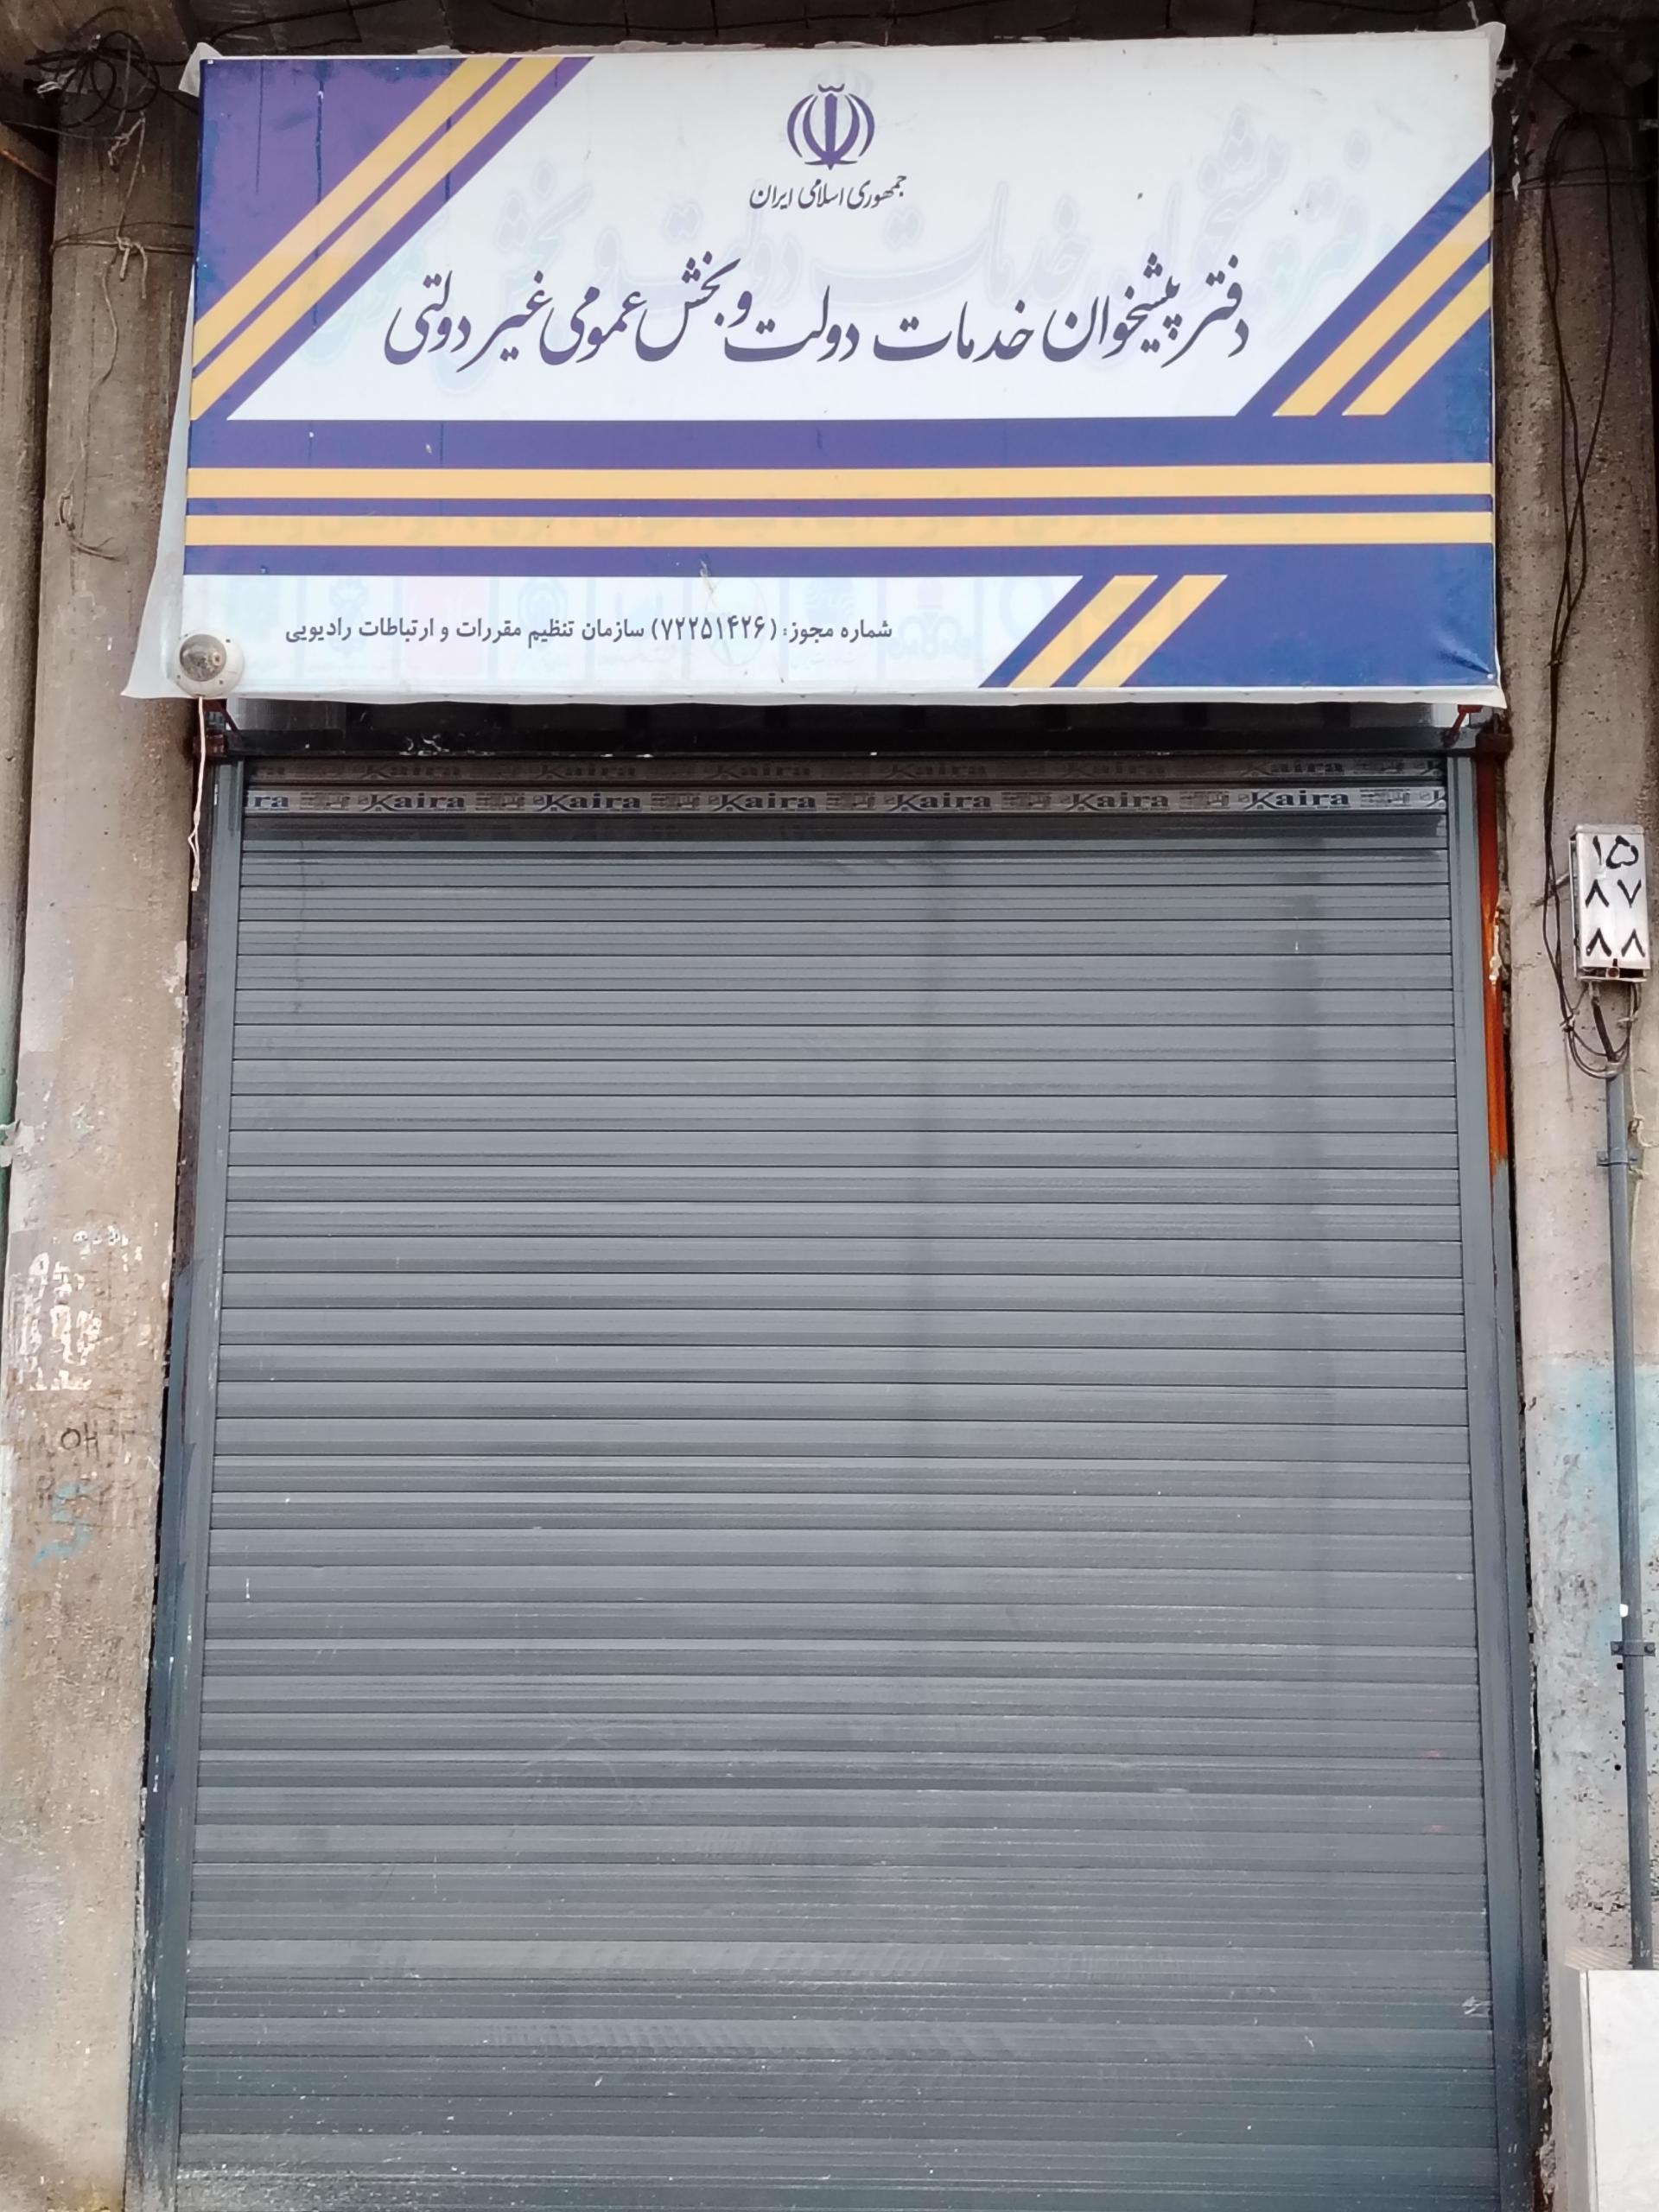 جمهوری اسلامی ایران
دفتر پیشخوان خدمات دولت و بخش عمومی غیر دولتی
شماره مجوز: (۷۲۲۵۱۴۲۶) سازمان تنظیم مقررات و ارتباطات رادیویی
Kaira Kaira Kaira Kaira Kaira Kaira
۱۵
۸۷
۸۸